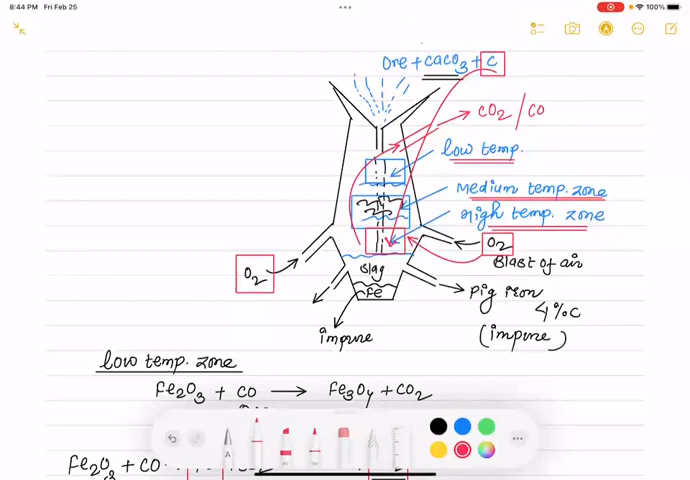 8:44 PM Fri Feb 25
100%
Ore + CaCO3 + C
CO2 / CO
low temp.
Medium temp. zone
High temp. zone
O2
O2
Blast of air
Slag
Fe
Pig iron
4%C
(impure)
impure
low temp. zone
Fe2O3 + CO → Fe3O4 + CO2
A
Fe2O3 + CO